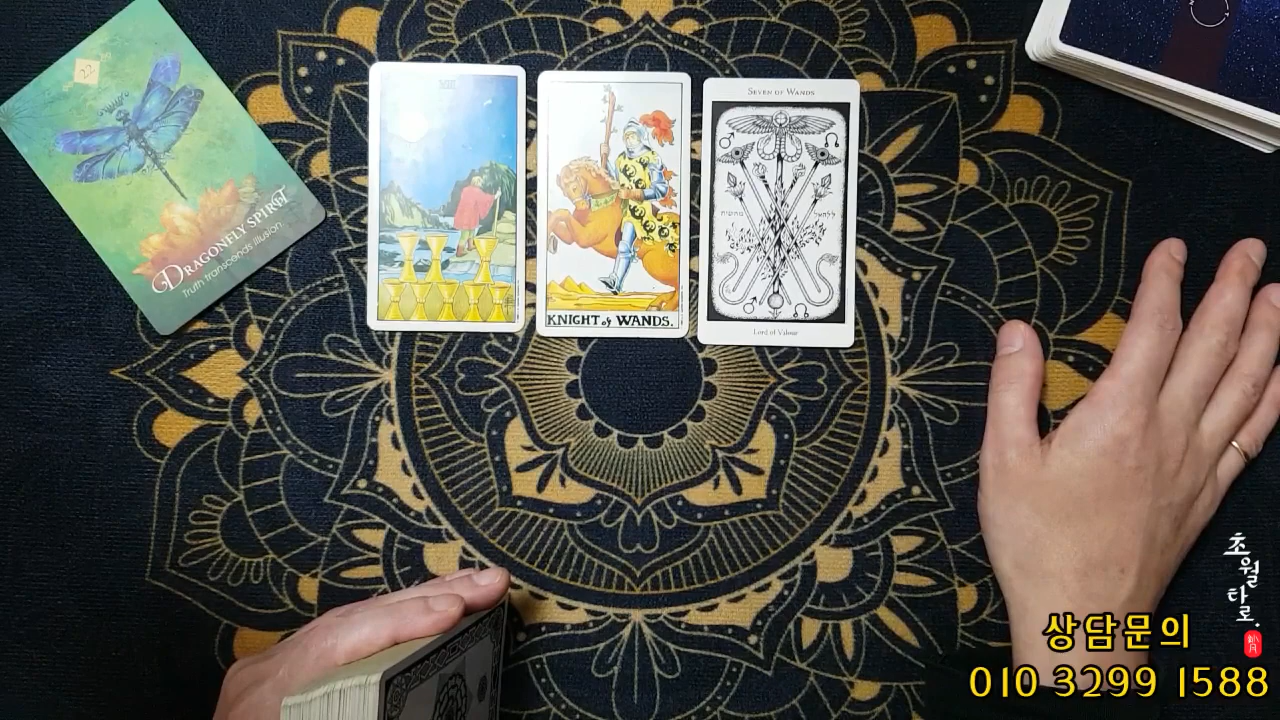 22
DRAGONFLY SPIRIT
Truth transcends illusion
VIII
KNIGHT of WANDS.
SEVEN OF WANDS
Lord of Valour
초월
타로.
상담문의
010 3299 1588